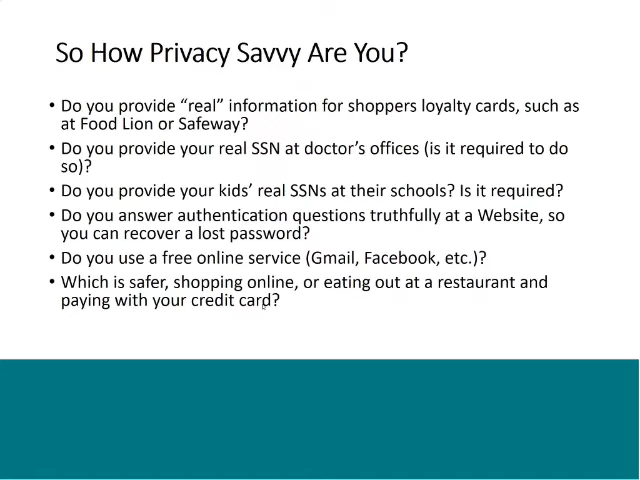 So How Privacy Savvy Are You?
• Do you provide “real” information for shoppers loyalty cards, such as
at Food Lion or Safeway?
• Do you provide your real SSN at doctor’s offices (is it required to do
so)?
• Do you provide your kids’ real SSNs at their schools? Is it required?
• Do you answer authentication questions truthfully at a Website, so
you can recover a lost password?
• Do you use a free online service (Gmail, Facebook, etc.)?
• Which is safer, shopping online, or eating out at a restaurant and
paying with your credit card?